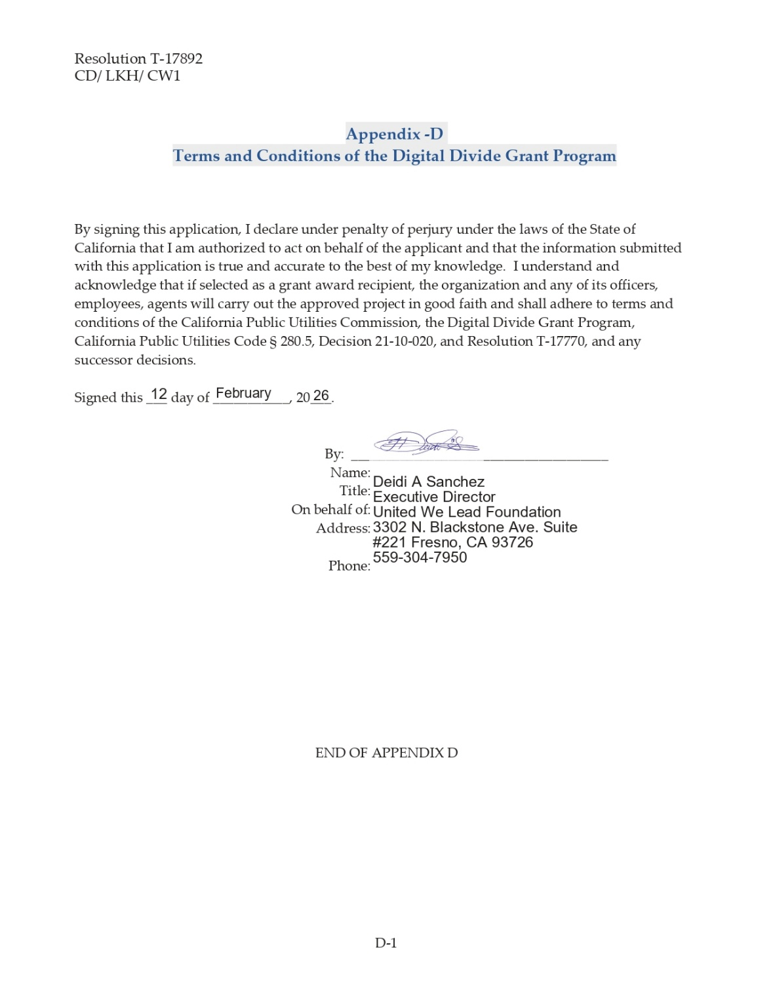 Resolution T-17892
CD/ LKH/ CW1
Appendix -D
Terms and Conditions of the Digital Divide Grant Program
By signing this application, I declare under penalty of perjury under the laws of the State of
California that I am authorized to act on behalf of the applicant and that the information submitted
with this application is true and accurate to the best of my knowledge.  I understand and
acknowledge that if selected as a grant award recipient, the organization and any of its officers,
employees, agents will carry out the approved project in good faith and shall adhere to terms and
conditions of the California Public Utilities Commission, the Digital Divide Grant Program,
California Public Utilities Code § 280.5, Decision 21-10-020, and Resolution T-17770, and any
successor decisions.
Signed this 12 day of February, 20 26.
By:
Name: Deidi A Sanchez
Title: Executive Director
On behalf of: United We Lead Foundation
Address: 3302 N. Blackstone Ave. Suite
#221 Fresno, CA 93726
Phone: 559-304-7950
END OF APPENDIX D
D-1